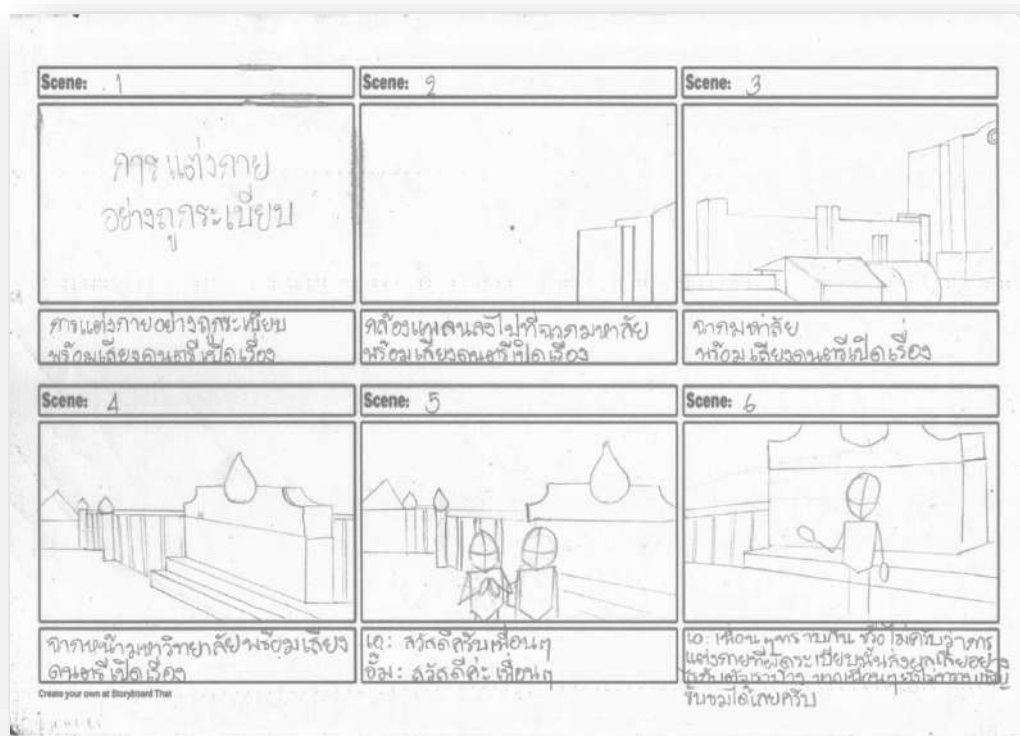 Scene: 1
Scene: 2
Scene: 3
การแต่งกาย
อย่างถูกระเบียบ
การแต่งกายอย่างถูกระเบียบ
พร้อมเสียงดนตรีเปิดเรื่อง
กล้องแพลนลงไปที่ฉากมหาลัย
พร้อมเสียงดนตรีเปิดเรื่อง
ฉากมหาลัย
พร้อมเสียงดนตรีเปิดเรื่อง
Scene: 4
Scene: 5
Scene: 6
ฉากหน้ามหาวิทยาลัยพร้อมเสียง
ดนตรีเปิดเรื่อง
เอ: สวัสดีครับเพื่อนๆ
อิ๋ม: สวัสดีค่ะเพื่อนๆ
เอ: เพื่อนๆทราบกันหรือไม่ครับว่าการ
แต่งกายที่ผิดระเบียบนั้นส่งผลเสียอย่าง
รับชมได้เลยครับ
Create your own at Storyboard That